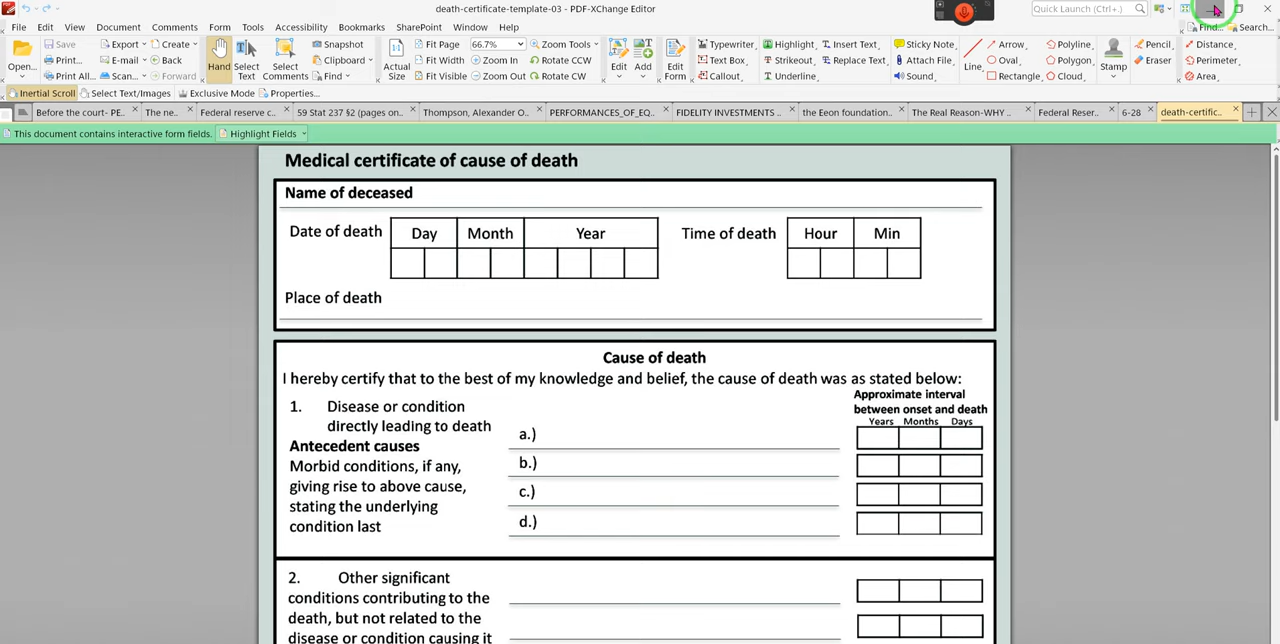 death-certificate-template-03 - PDF-XChange Editor
Quick Launch (Ctrl+.)
File Edit View Document Comments Form Tools Accessibility Bookmarks SharePoint Window Help
Find... Search...
Open... Save Export Create
Print... E-mail Back
Print All... Scan... Forward
Hand Select Text Select Comments
Snapshot
Clipboard
Find
Actual Size Fit Page 66.7% Zoom Tools
Fit Width Zoom In Rotate CCW
Fit Visible Zoom Out Rotate CW
Edit Add Edit Form
Typewriter Highlight Insert Text
Text Box Strikeout Replace Text
Callout Underline
Sticky Note
Attach File
Sound
Line Arrow Polyline
Oval Polygon
Rectangle Cloud
Stamp Pencil Distance
Eraser Perimeter
Area
Inertial Scroll Select Text/Images Exclusive Mode Properties...
Before the court- PE... The ne... Federal reserve c... 59 Stat 237 §2 (pages on.. Thompson, Alexander O.. PERFORMANCES_OF_EQ.. FIDELITY INVESTMENTS .. the Eeon foundation.. The Real Reason-WHY .. Federal Reser.. 6-28 death-certific..
This document contains interactive form fields. Highlight Fields
Medical certificate of cause of death
Name of deceased
Date of death Day Month Year Time of death Hour Min
Place of death
Cause of death
I hereby certify that to the best of my knowledge and belief, the cause of death was as stated below:
Approximate interval
between onset and death
Years Months Days
1. Disease or condition
directly leading to death
a.)
Antecedent causes
Morbid conditions, if any,
b.)
giving rise to above cause,
c.)
stating the underlying
condition last
d.)
2. Other significant
conditions contributing to the
death, but not related to the
disease or condition causing it